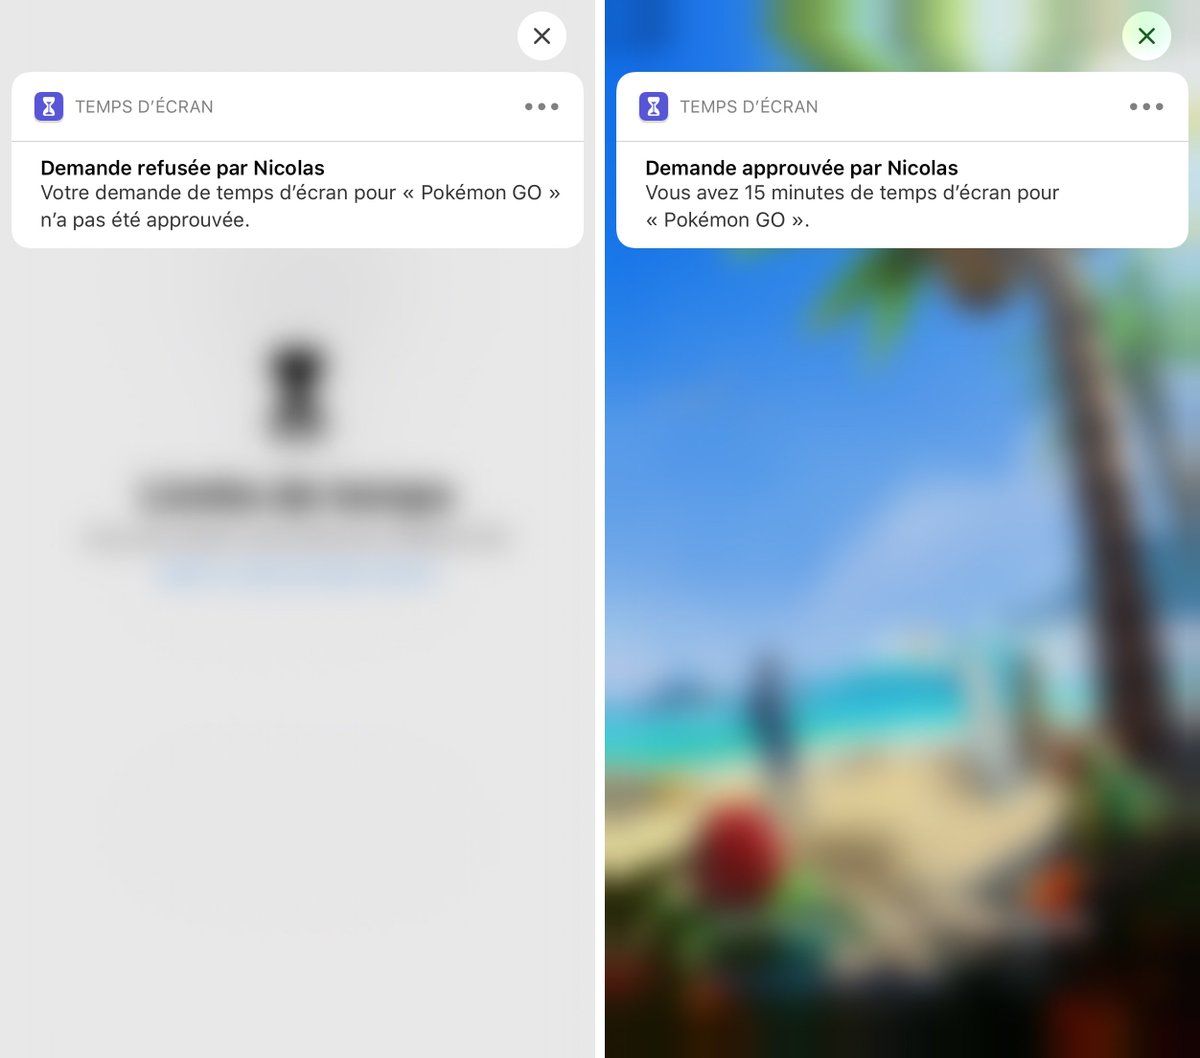 TEMPS D’ÉCRAN
Demande refusée par Nicolas
Votre demande de temps d’écran pour « Pokémon GO »
n’a pas été approuvée.
TEMPS D’ÉCRAN
Demande approuvée par Nicolas
Vous avez 15 minutes de temps d’écran pour
« Pokémon GO ».